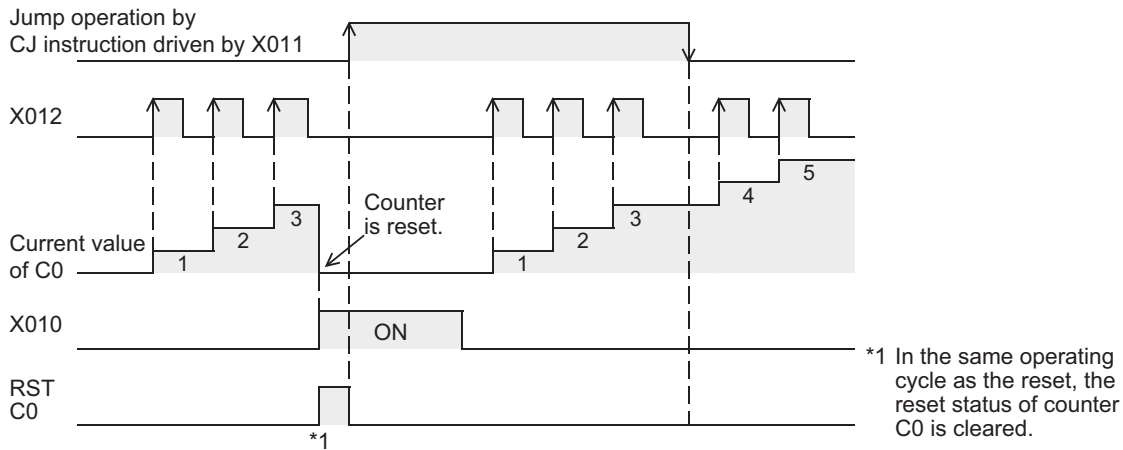 Jump operation by
CJ instruction driven by X011
X012
Counter
is reset.
Current value
of C0
1
2
3
1
2
3
4
5
X010
ON
RST
C0
*1
*1 In the same operating
cycle as the reset, the
reset status of counter
C0 is cleared.